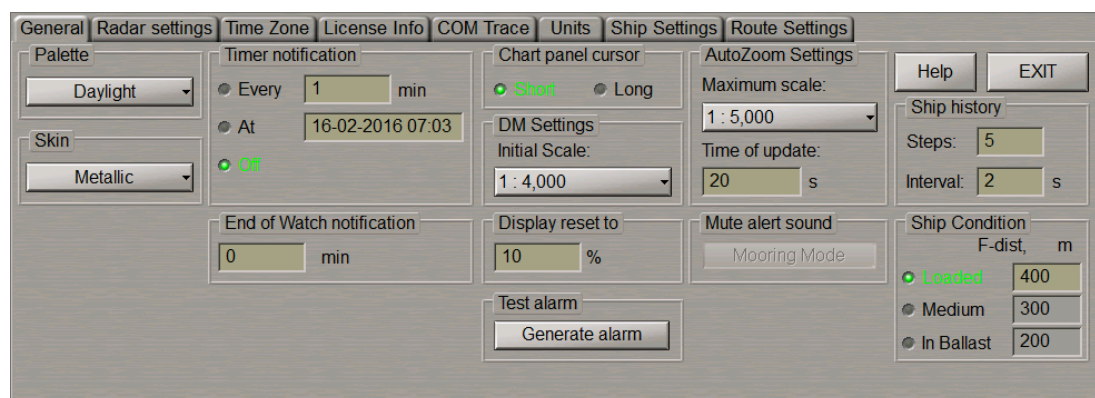 General Radar settings Time Zone License Info COM Trace Units Ship Settings Route Settings
Palette
Daylight
Skin
Metallic
Timer notification
Every 1 min
At 16-02-2016 07:03
Off
End of Watch notification
0 min
Chart panel cursor
Short Long
DM Settings
Initial Scale:
1 : 4,000
Display reset to
10 %
Test alarm
Generate alarm
AutoZoom Settings
Maximum scale:
1 : 5,000
Time of update:
20 s
Mute alert sound
Mooring Mode
Help EXIT
Ship history
Steps: 5
Interval: 2 s
Ship Condition
F-dist, m
Loaded 400
Medium 300
In Ballast 200